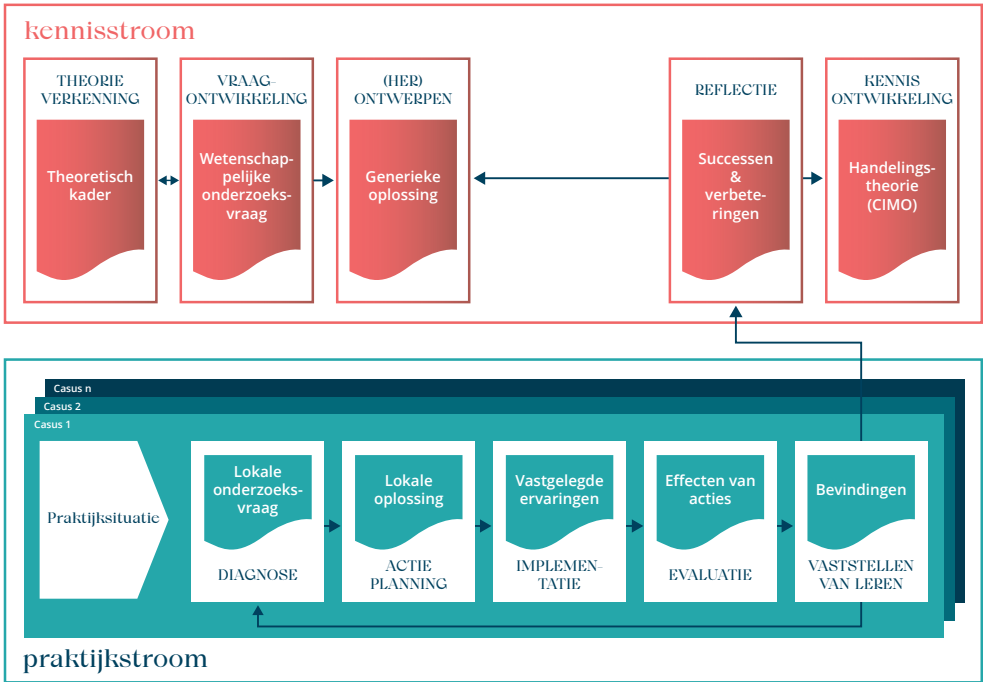 kennisstroom
THEORIE
VERKENNING
Theoretisch
kader
VRAAG-
ONTWIKKELING
Wetenschap-
pelijke
onderzoeks-
vraag
(HER)
ONTWERPEN
Generieke
oplossing
REFLECTIE
Successen
&
verbete-
ringen
KENNIS
ONTWIKKELING
Handelings-
theorie
(CIMO)
Casus n
Casus 2
Casus 1
Praktijksituatie
Lokale
onderzoeks-
vraag
DIAGNOSE
Lokale
oplossing
ACTIE
PLANNING
Vastgelegde
ervaringen
IMPLEMEN-
TATIE
Effecten van
acties
EVALUATIE
Bevindingen
VASTSTELLEN
VAN LEREN
praktijkstroom